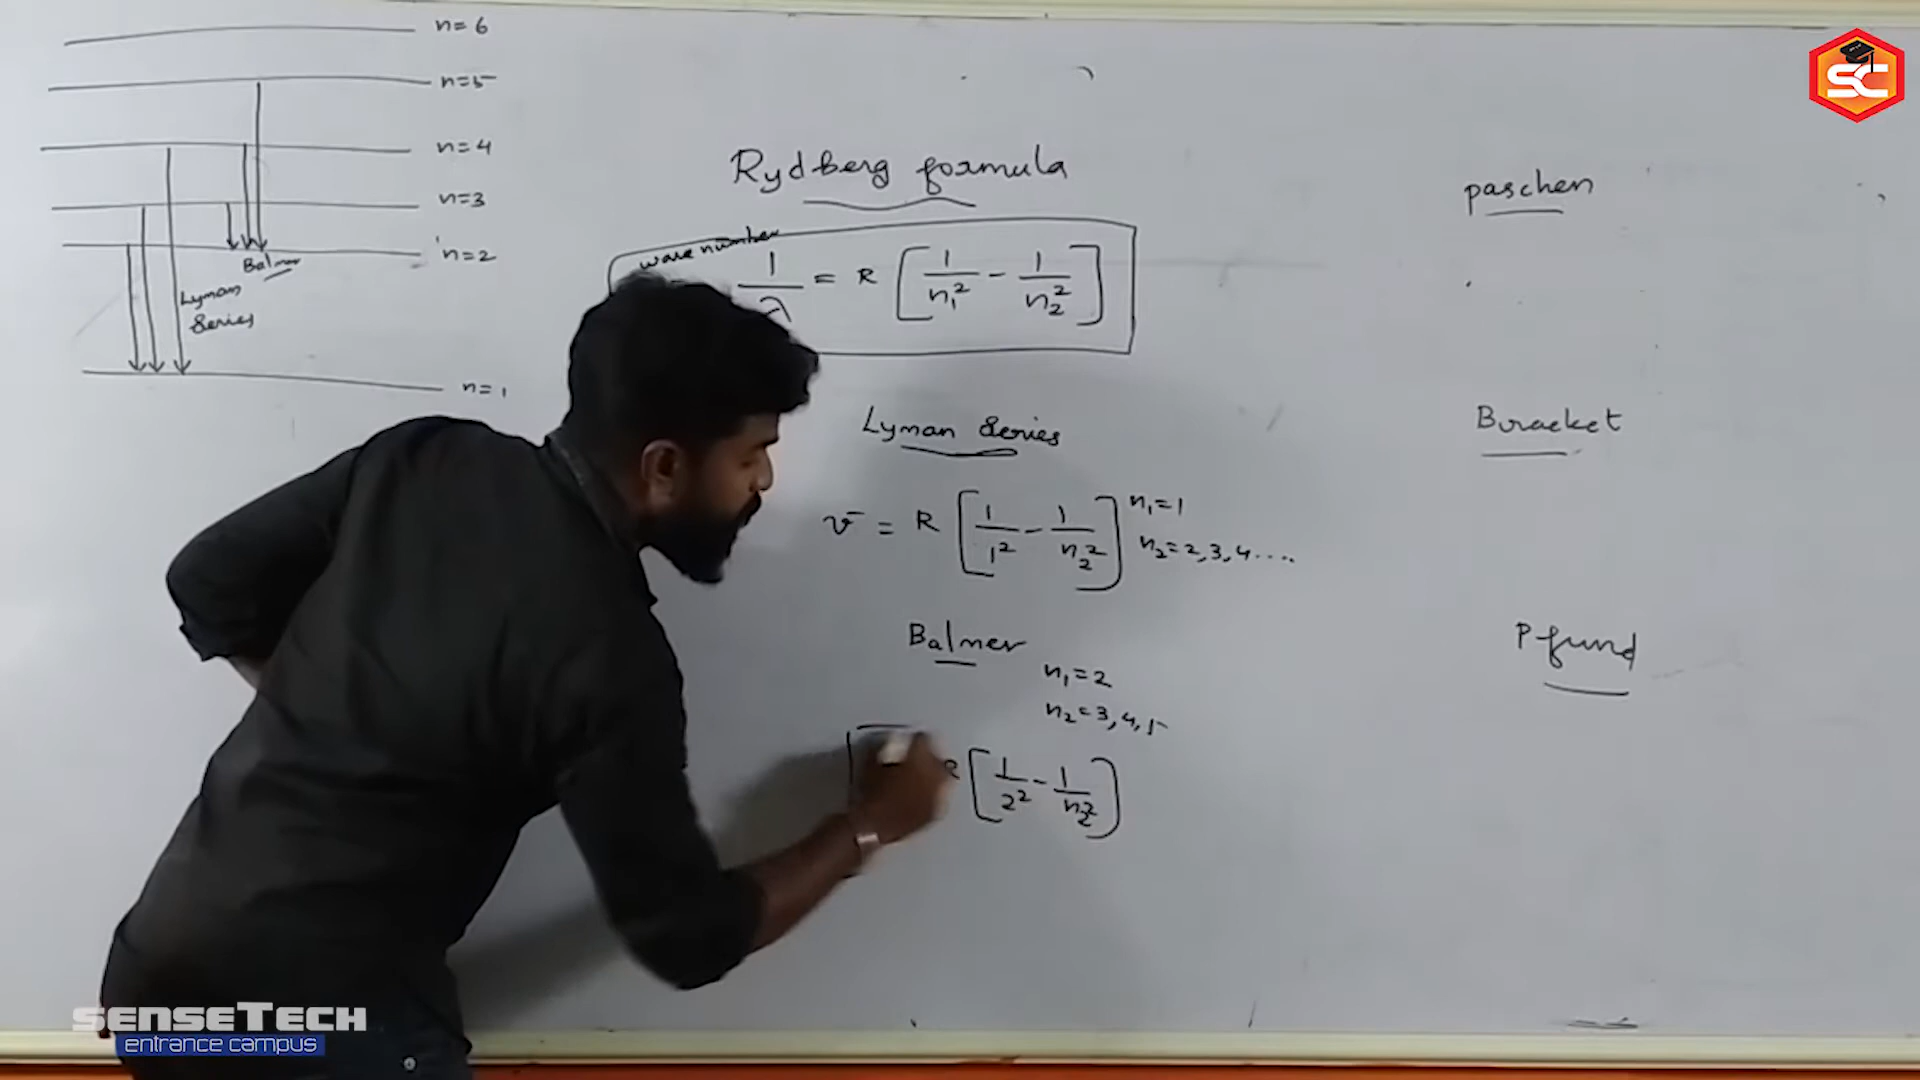 n=6
n=5
n=4
n=3
n=2
Balmer
Lyman
Series
n=1
Rydberg formula
wave number
1/λ = R [1/n₁² - 1/n₂²]
Lyman Series
ν̄ = R [1/1² - 1/n₂²] n₁=1
n₂=2,3,4....
Balmer
n₁=2
n₂=3,4,5
R [1/2² - 1/n₂²]
paschen
Bracket
Pfund
SC
SENSETECH
entrance campus